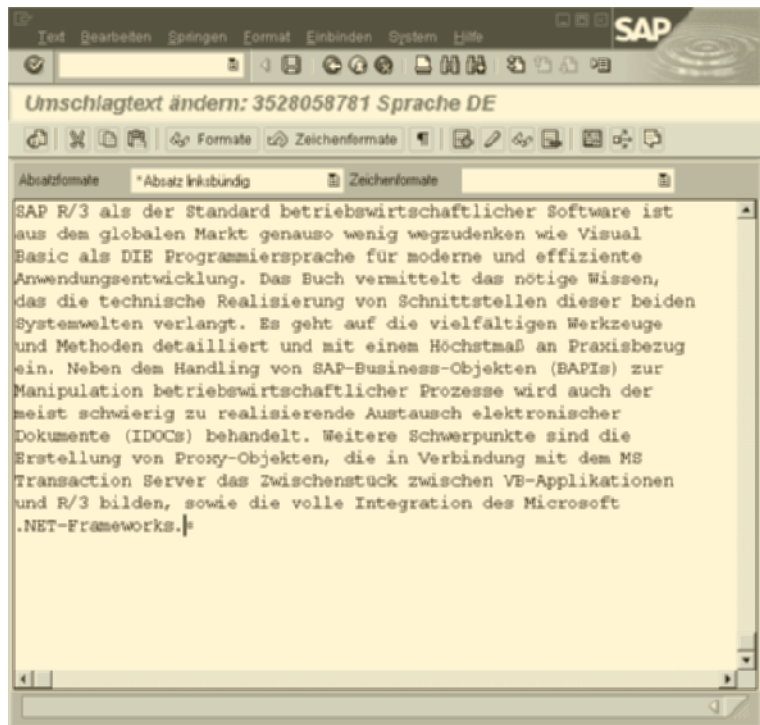 Text Bearbeiten Springen Format Einbinden System Hilfe
SAP
Umschlagtext ändern: 3528058781 Sprache DE
Formate Zeichenformate
Absatzformate *Absatz linksbündig Zeichenformate
SAP R/3 als der Standard betriebswirtschaftlicher Software ist
aus dem globalen Markt genauso wenig wegzudenken wie Visual
Basic als DIE Programmiersprache für moderne und effiziente
Anwendungsentwicklung. Das Buch vermittelt das nötige Wissen,
das die technische Realisierung von Schnittstellen dieser beiden
Systemwelten verlangt. Es geht auf die vielfältigen Werkzeuge
und Methoden detailliert und mit einem Höchstmaß an Praxisbezug
ein. Neben dem Handling von SAP-Business-Objekten (BAPIs) zur
Manipulation betriebswirtschaftlicher Prozesse wird auch der
meist schwierig zu realisierende Austausch elektronischer
Dokumente (IDOCs) behandelt. Weitere Schwerpunkte sind die
Erstellung von Proxy-Objekten, die in Verbindung mit dem MS
Transaction Server das Zwischenstück zwischen VB-Applikationen
und R/3 bilden, sowie die volle Integration des Microsoft
.NET-Frameworks.